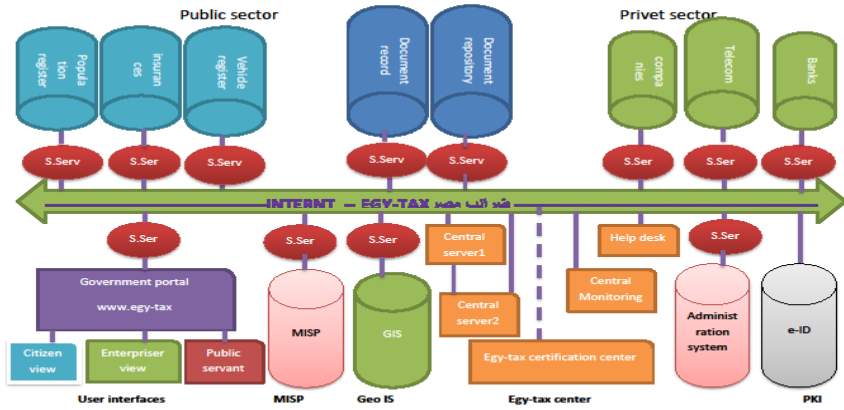 Public sector
Privet sector
Popula
tion
register
insuran
ces
Vehicle
register
Document
record
Document
repository
compa
nies
Telecom
Banks
S.Serv
S.Ser
S.Serv
S.Serv
S.Serv
S.Ser
S.Ser
S.Ser
INTERNT – EGY-TAX ضرائب مصر
S.Ser
S.Ser
S.Ser
Central
server1
Help desk
S.Ser
Government portal
www.egy-tax
MISP
GIS
Central
server2
Central
Monitoring
Administ
ration
system
e-ID
Citizen
view
Enterpriser
view
Public
servant
Egy-tax certification center
User interfaces
MISP
Geo IS
Egy-tax center
PKI